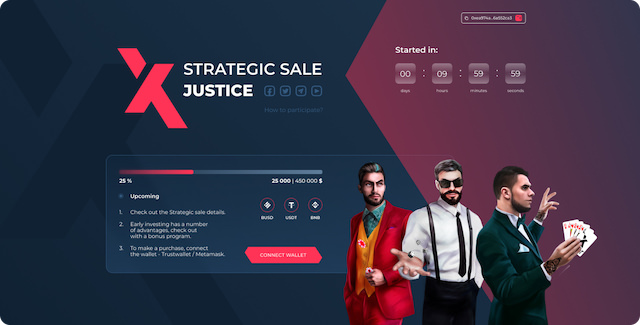 STRATEGIC SALE
JUSTICE
How to participate?
Started in:
00 : 09 : 59 : 59
days hours minutes seconds
25 % 25 000 | 450 000 $
Upcoming
1. Check out the Strategic sale details.
2. Early investing has a number
of advantages, check out
with a bonus program.
3. To make a purchase, connect
the wallet - Trustwallet / Metamask.
BUSD USDT BNB
CONNECT WALLET